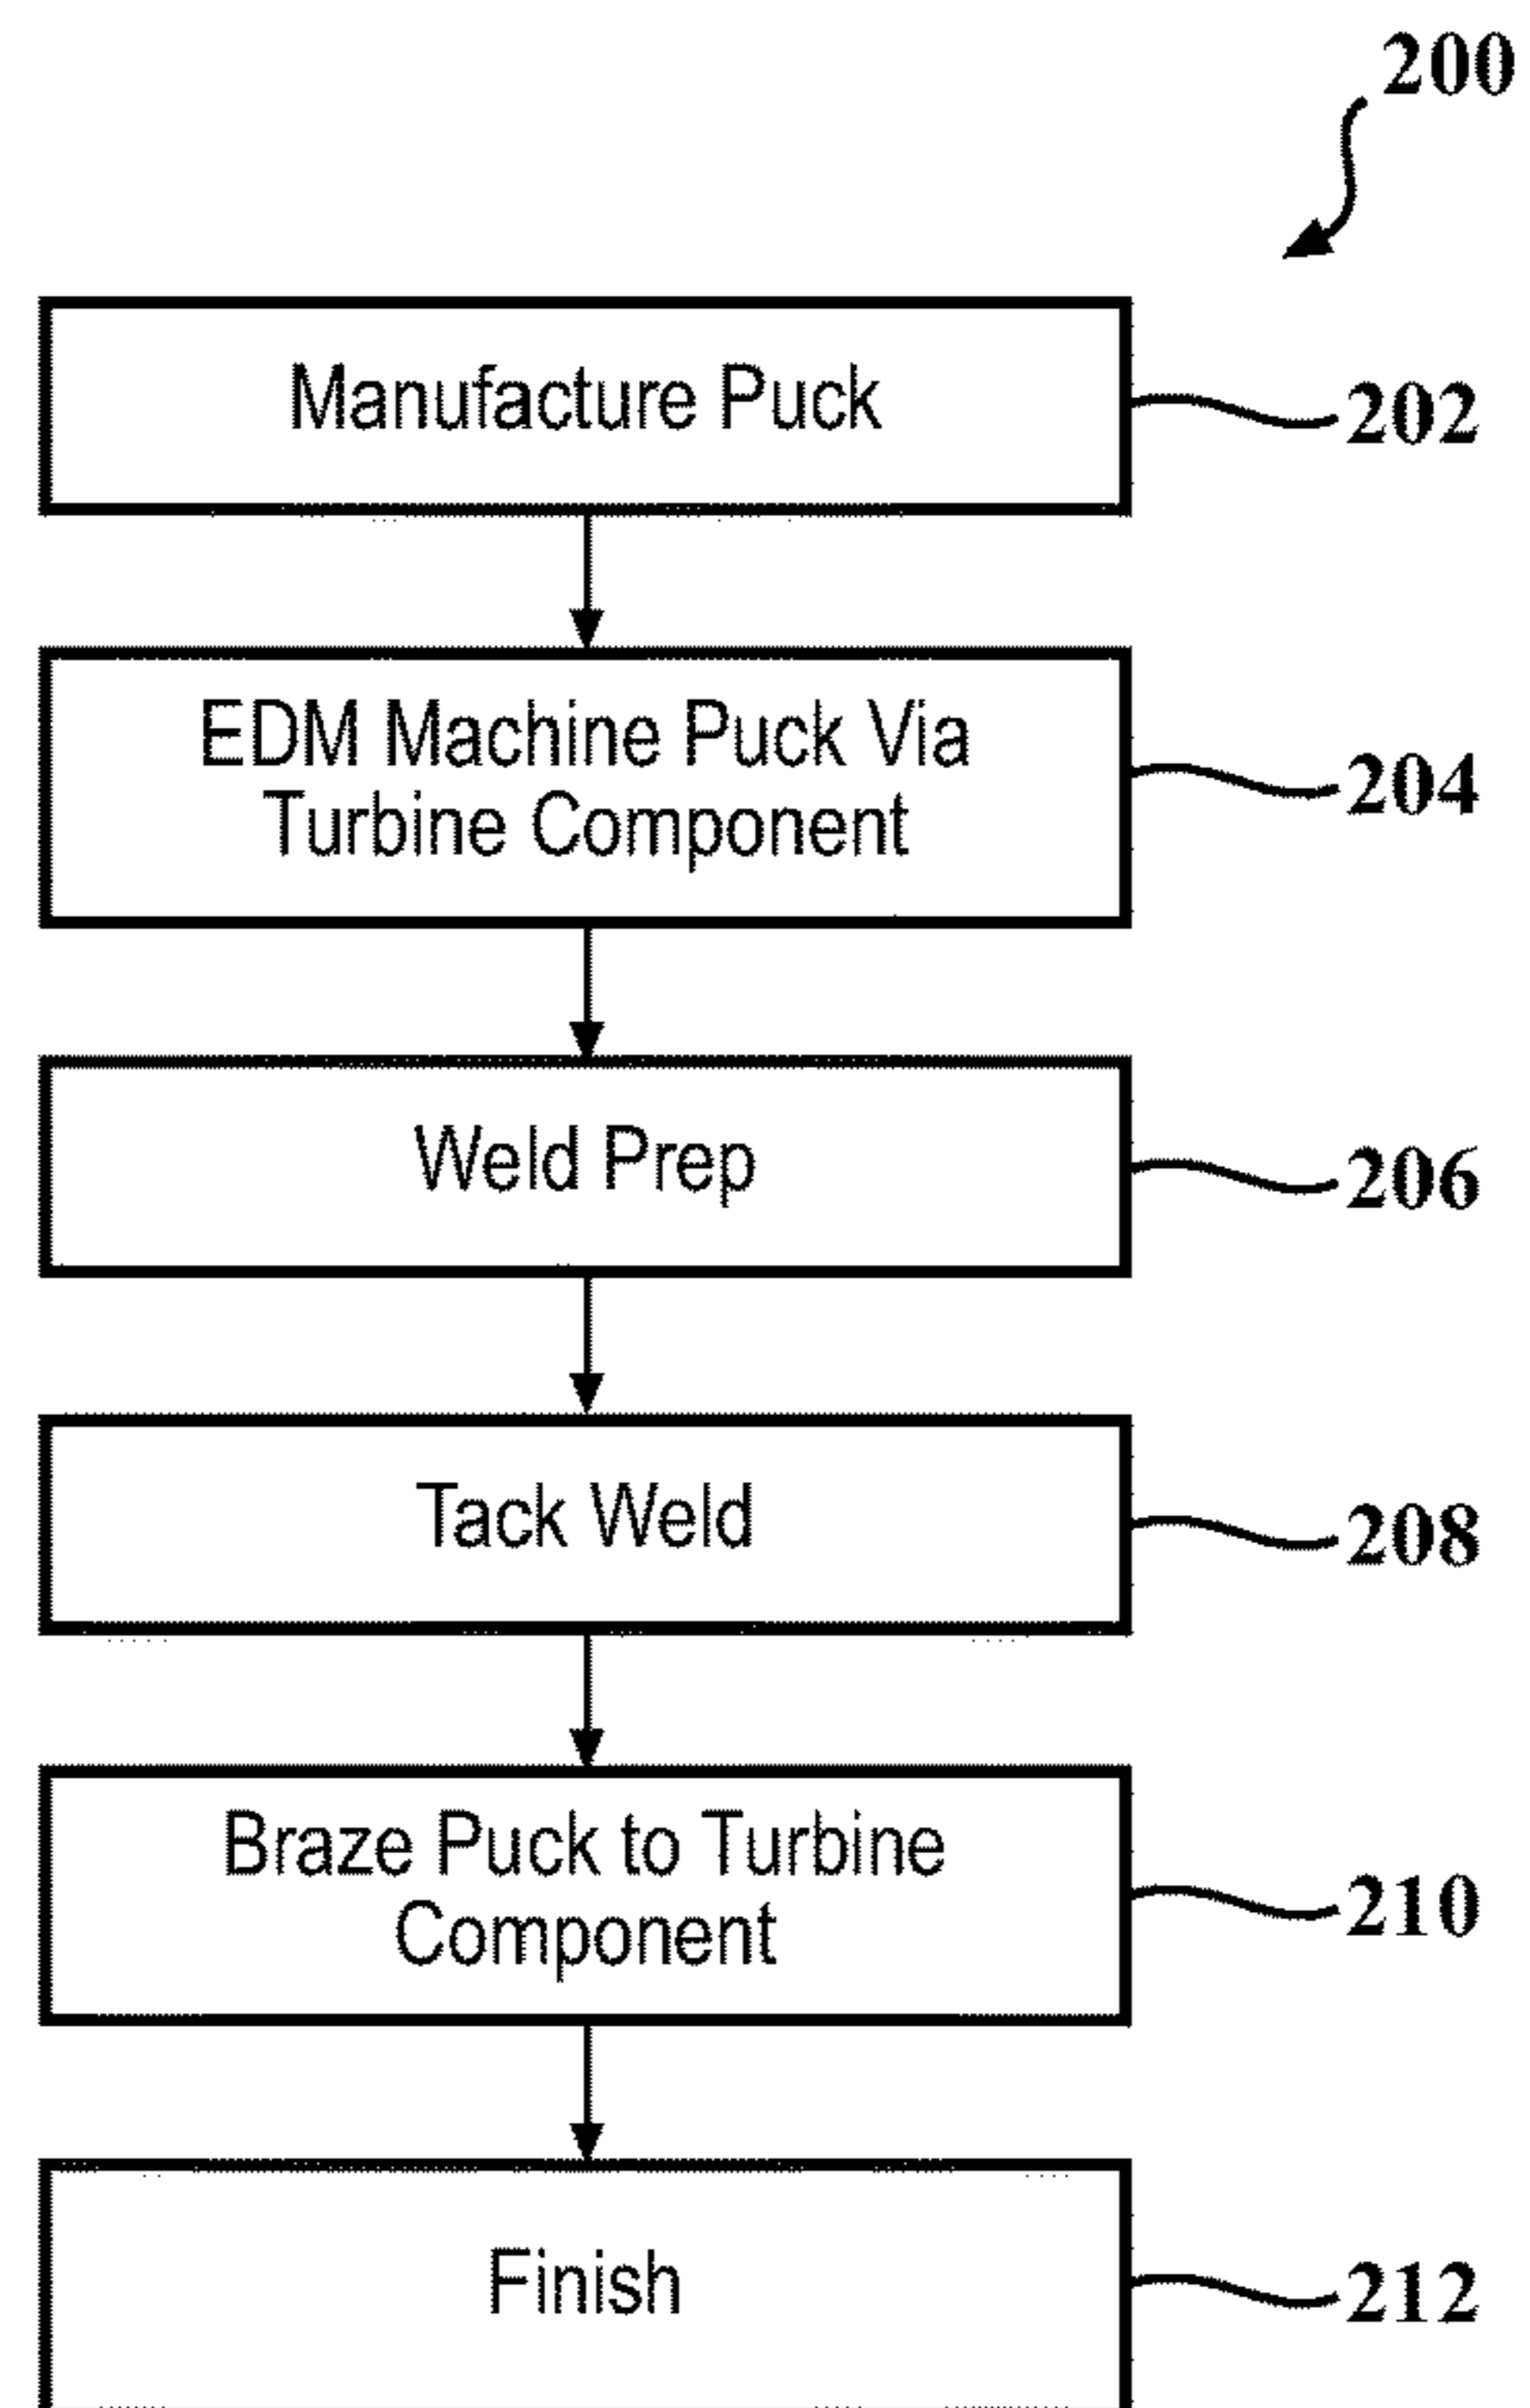 200
Manufacture Puck
202
EDM Machine Puck Via
Turbine Component
204
Weld Prep
206
Tack Weld
208
Braze Puck to Turbine
Component
210
Finish
212